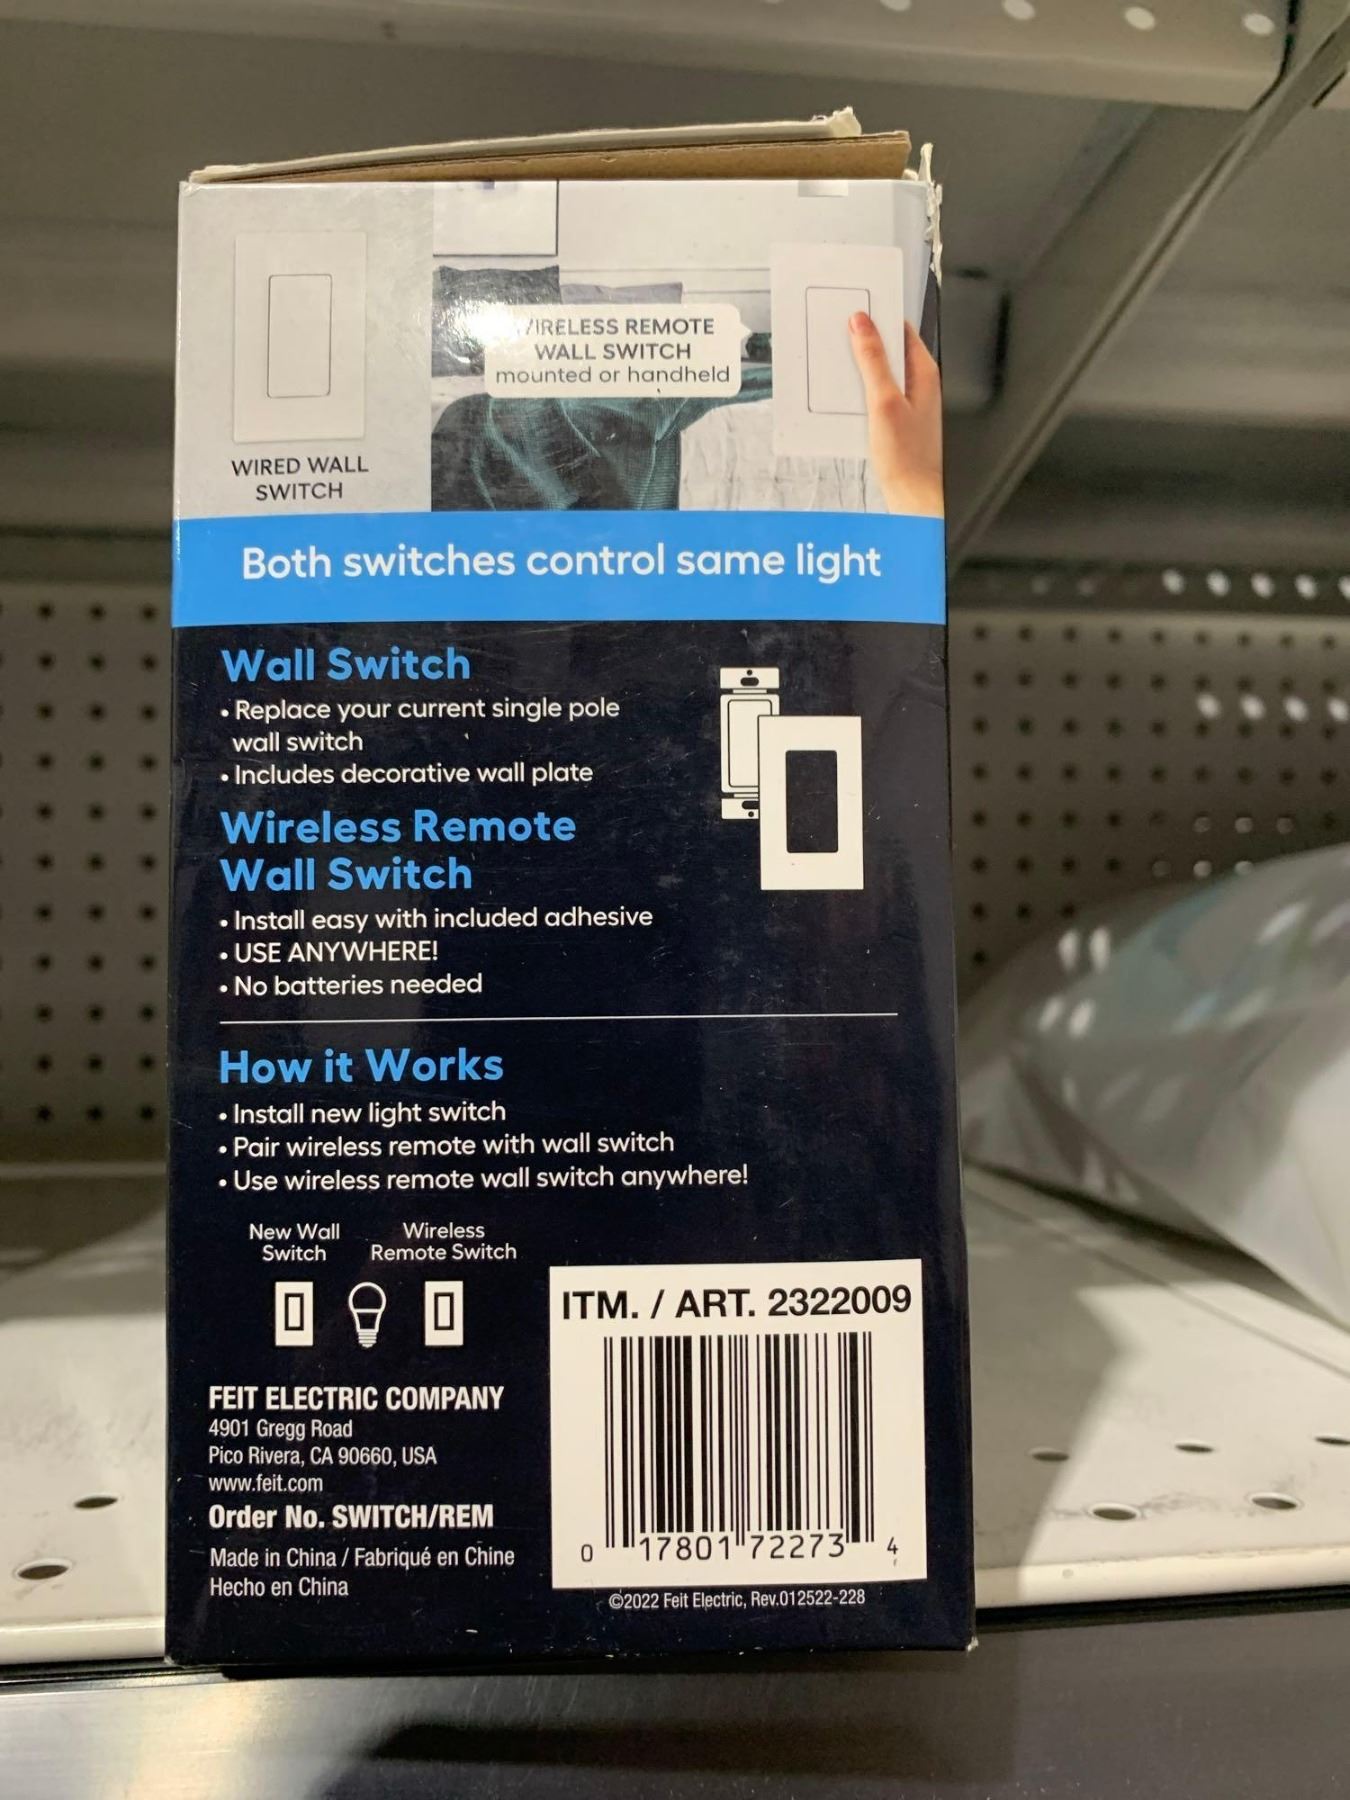 WIRELESS REMOTE
WALL SWITCH
mounted or handheld
WIRED WALL
SWITCH
Both switches control same light
Wall Switch
• Replace your current single pole
wall switch
• Includes decorative wall plate
Wireless Remote
Wall Switch
• Install easy with included adhesive
• USE ANYWHERE!
• No batteries needed
How it Works
• Install new light switch
• Pair wireless remote with wall switch
• Use wireless remote wall switch anywhere!
New Wall
Switch
Wireless
Remote Switch
ITM. / ART. 2322009
0 17801 72273 4
FEIT ELECTRIC COMPANY
4901 Gregg Road
Pico Rivera, CA 90660, USA
www.feit.com
Order No. SWITCH/REM
Made in China / Fabriqué en Chine
Hecho en China
©2022 Feit Electric, Rev.012522-228